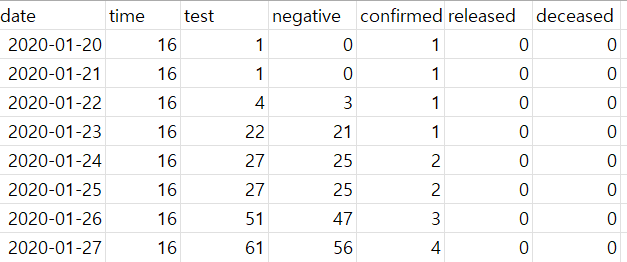 date time test negative confirmed released deceased
2020-01-20 16 1 0 1 0 0
2020-01-21 16 1 0 1 0 0
2020-01-22 16 4 3 1 0 0
2020-01-23 16 22 21 1 0 0
2020-01-24 16 27 25 2 0 0
2020-01-25 16 27 25 2 0 0
2020-01-26 16 51 47 3 0 0
2020-01-27 16 61 56 4 0 0